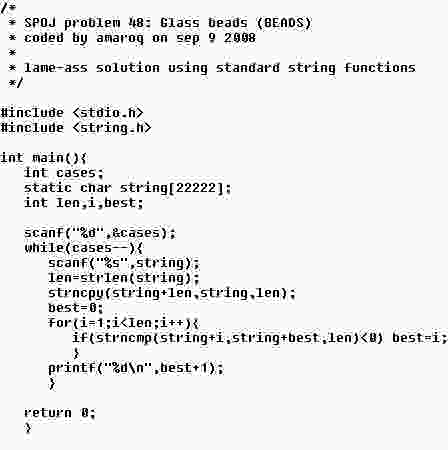 /*
 * SPOJ problem 48: Glass beads (BEADS)
 * coded by amaroq on sep 9 2008
 *
 * lame-ass solution using standard string functions
 */
#include <stdio.h>
#include <string.h>
int main(){
   int cases;
   static char string[22222];
   int len,i,best;
   scanf("%d",&cases);
   while(cases--){
      scanf("%s",string);
      len=strlen(string);
      strncpy(string+len,string,len);
      best=0;
      for(i=1;i<len;i++){
         if(strncmp(string+i,string+best,len)<0) best=i;
         }
      printf("%d\n",best+1);
      }
   return 0;
   }